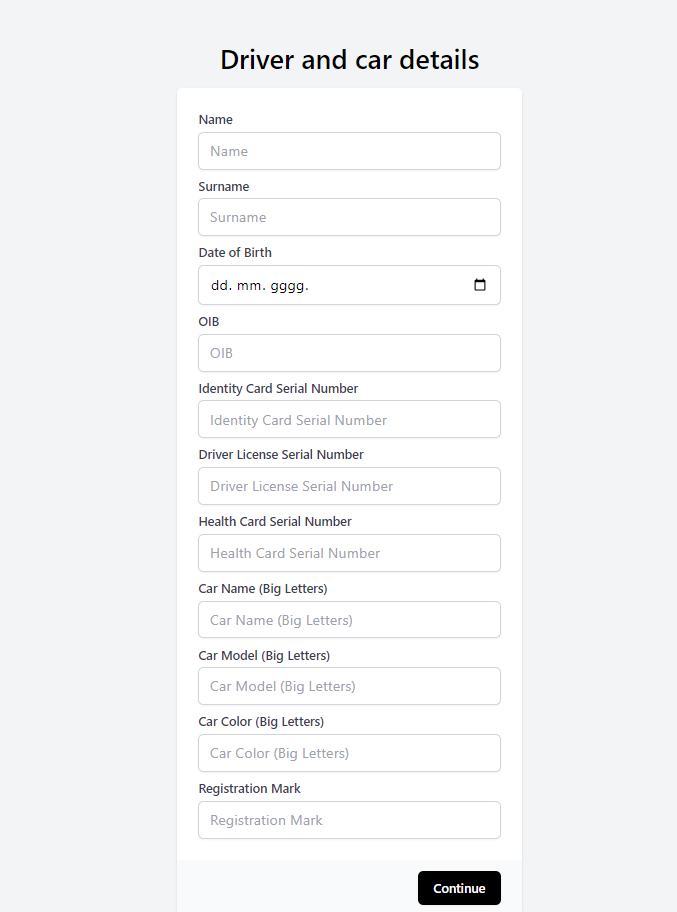 Driver and car details
Name
Name
Surname
Surname
Date of Birth
dd. mm. gggg.
OIB
OIB
Identity Card Serial Number
Identity Card Serial Number
Driver License Serial Number
Driver License Serial Number
Health Card Serial Number
Health Card Serial Number
Car Name (Big Letters)
Car Name (Big Letters)
Car Model (Big Letters)
Car Model (Big Letters)
Car Color (Big Letters)
Car Color (Big Letters)
Registration Mark
Registration Mark
Continue